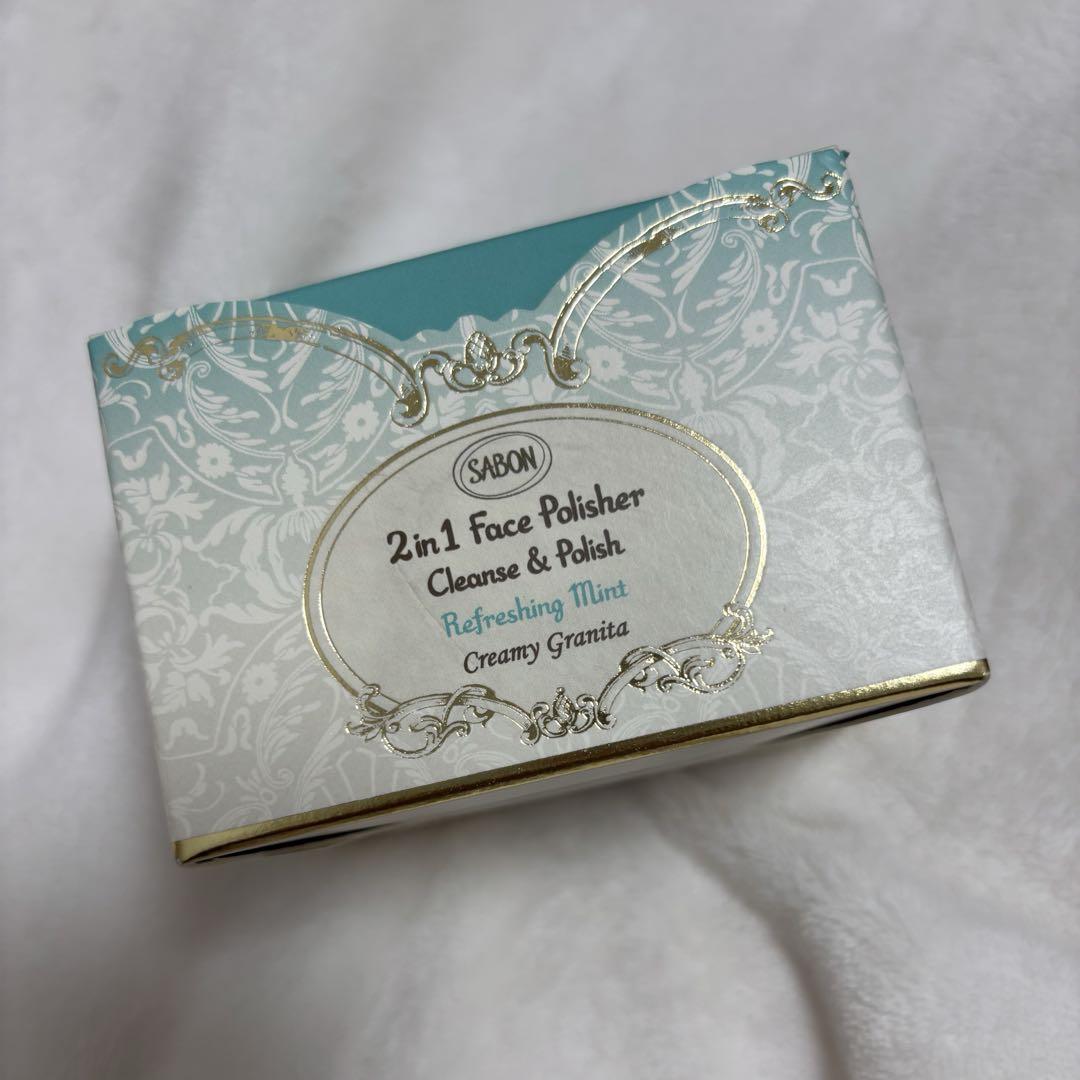 SABON
2in1 Face Polisher
Cleanse & Polish
Refreshing Mint
Creamy Granita